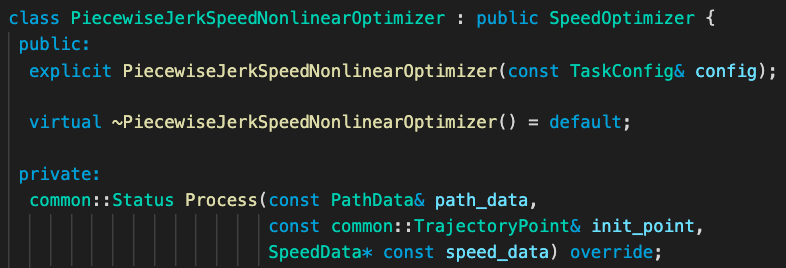 class PiecewiseJerkSpeedNonlinearOptimizer : public SpeedOptimizer {
 public:
  explicit PiecewiseJerkSpeedNonlinearOptimizer(const TaskConfig& config);

  virtual ~PiecewiseJerkSpeedNonlinearOptimizer() = default;

 private:
  common::Status Process(const PathData& path_data,
                         const common::TrajectoryPoint& init_point,
                         SpeedData* const speed_data) override;